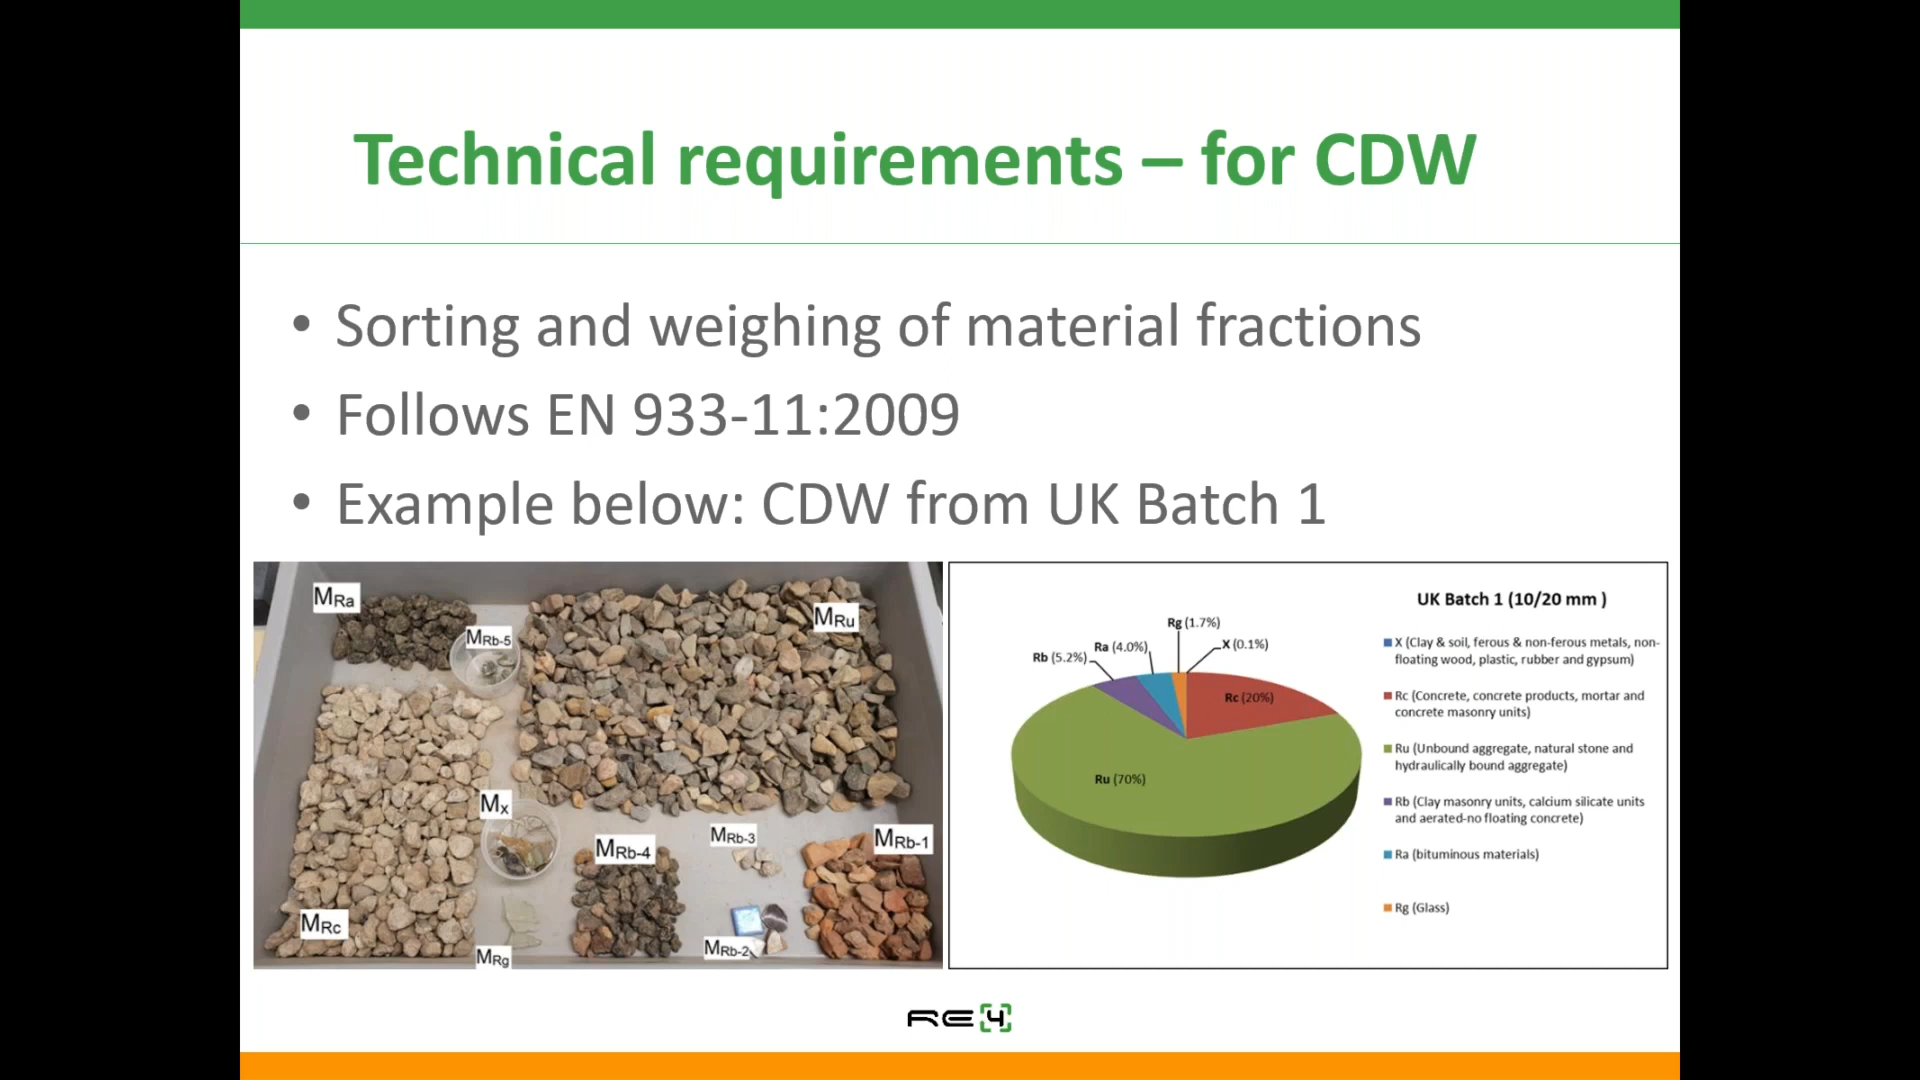 Technical requirements – for CDW
• Sorting and weighing of material fractions
• Follows EN 933-11:2009
• Example below: CDW from UK Batch 1
MRa
MRb-5
MRu
Mx
MRb-4
MRb-3
MRb-1
MRc
MRg
MRb-2
UK Batch 1 (10/20 mm )
Rg (1.7%)
X (0.1%)
Ra (4.0%)
Rb (5.2%)
Rc (20%)
Ru (70%)
X (Clay & soil, ferous & non-ferous metals, non-
floating wood, plastic, rubber and gypsum)
Rc (Concrete, concrete products, mortar and
concrete masonry units)
Ru (Unbound aggregate, natural stone and
hydraulically bound aggregate)
Rb (Clay masonry units, calcium silicate units
and aerated-no floating concrete)
Ra (bituminous materials)
Rg (Glass)
RE4